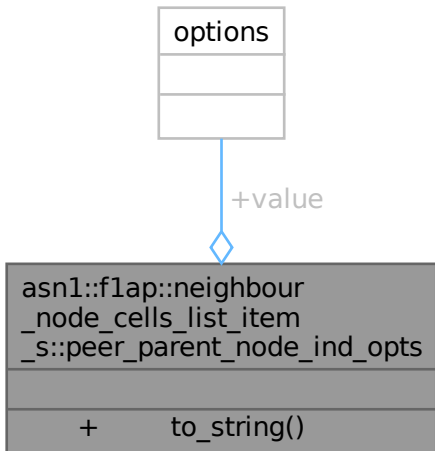 options
+value
asn1::f1ap::neighbour
_node_cells_list_item
_s::peer_parent_node_ind_opts
+ to_string()